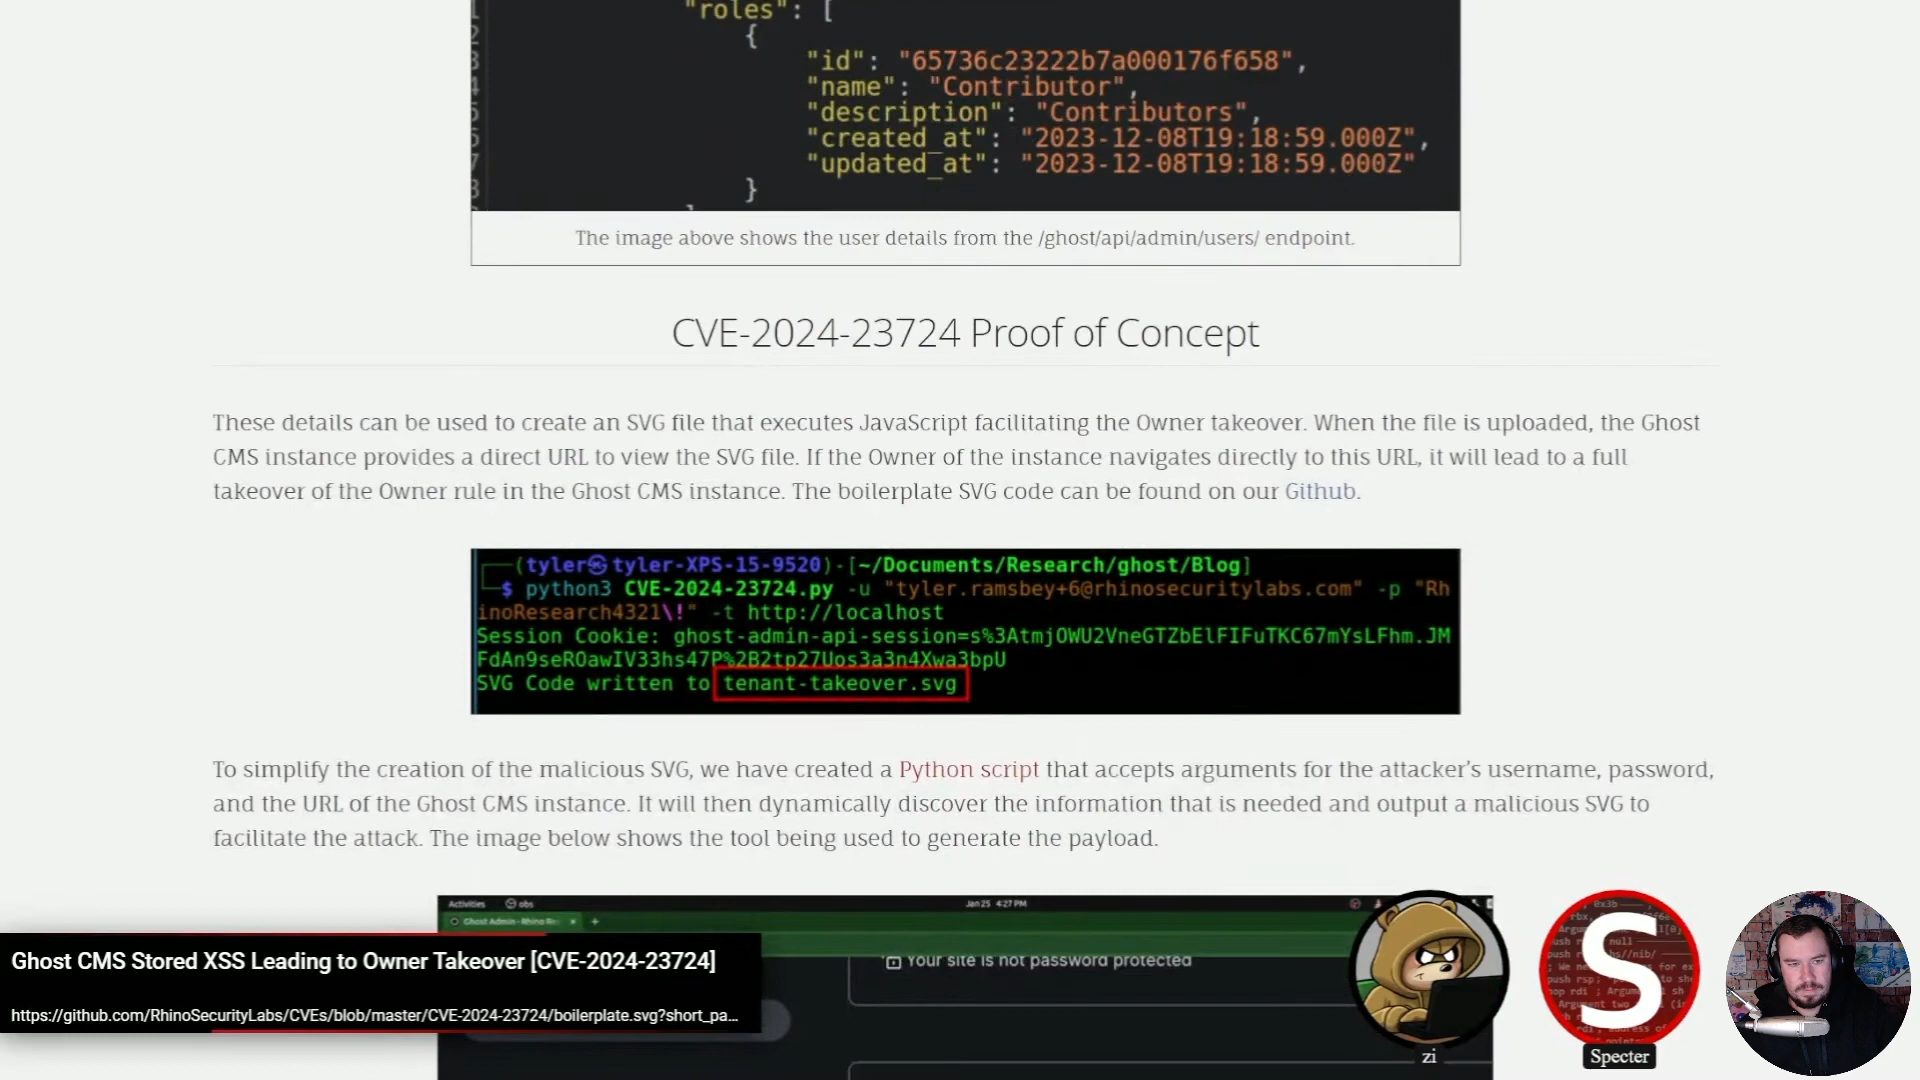 "roles": [
{
"id": "65736c23222b7a000176f658",
"name": "Contributor",
"description": "Contributors",
"created_at": "2023-12-08T19:18:59.000Z",
"updated_at": "2023-12-08T19:18:59.000Z"
}
The image above shows the user details from the /ghost/api/admin/users/ endpoint.
CVE-2024-23724 Proof of Concept
These details can be used to create an SVG file that executes JavaScript facilitating the Owner takeover. When the file is uploaded, the Ghost
CMS instance provides a direct URL to view the SVG file. If the Owner of the instance navigates directly to this URL, it will lead to a full
takeover of the Owner rule in the Ghost CMS instance. The boilerplate SVG code can be found on our Github.
(tyler㉿tyler-XPS-15-9520)-[~/Documents/Research/ghost/Blog]
$ python3 CVE-2024-23724.py -u "tyler.ramsbey+6@rhinosecuritylabs.com" -p "Rh
inoResearch4321\!" -t http://localhost
Session Cookie: ghost-admin-api-session=s%3AtmjOWU2VneGTZbElFIFuTKC67mYsLFhm.JM
FdAn9seROawIV33hs47P%2B2tp27Uos3a3n4Xwa3bpU
SVG Code written to tenant-takeover.svg
To simplify the creation of the malicious SVG, we have created a Python script that accepts arguments for the attacker's username, password,
and the URL of the Ghost CMS instance. It will then dynamically discover the information that is needed and output a malicious SVG to
facilitate the attack. The image below shows the tool being used to generate the payload.
Activities obs Jan 25 4:27 PM
Ghost Admin - Rhino Re
Your site is not password protected
Ghost CMS Stored XSS Leading to Owner Takeover [CVE-2024-23724]
https://github.com/RhinoSecurityLabs/CVEs/blob/master/CVE-2024-23724/boilerplate.svg?short_pa...
S
zi
Specter